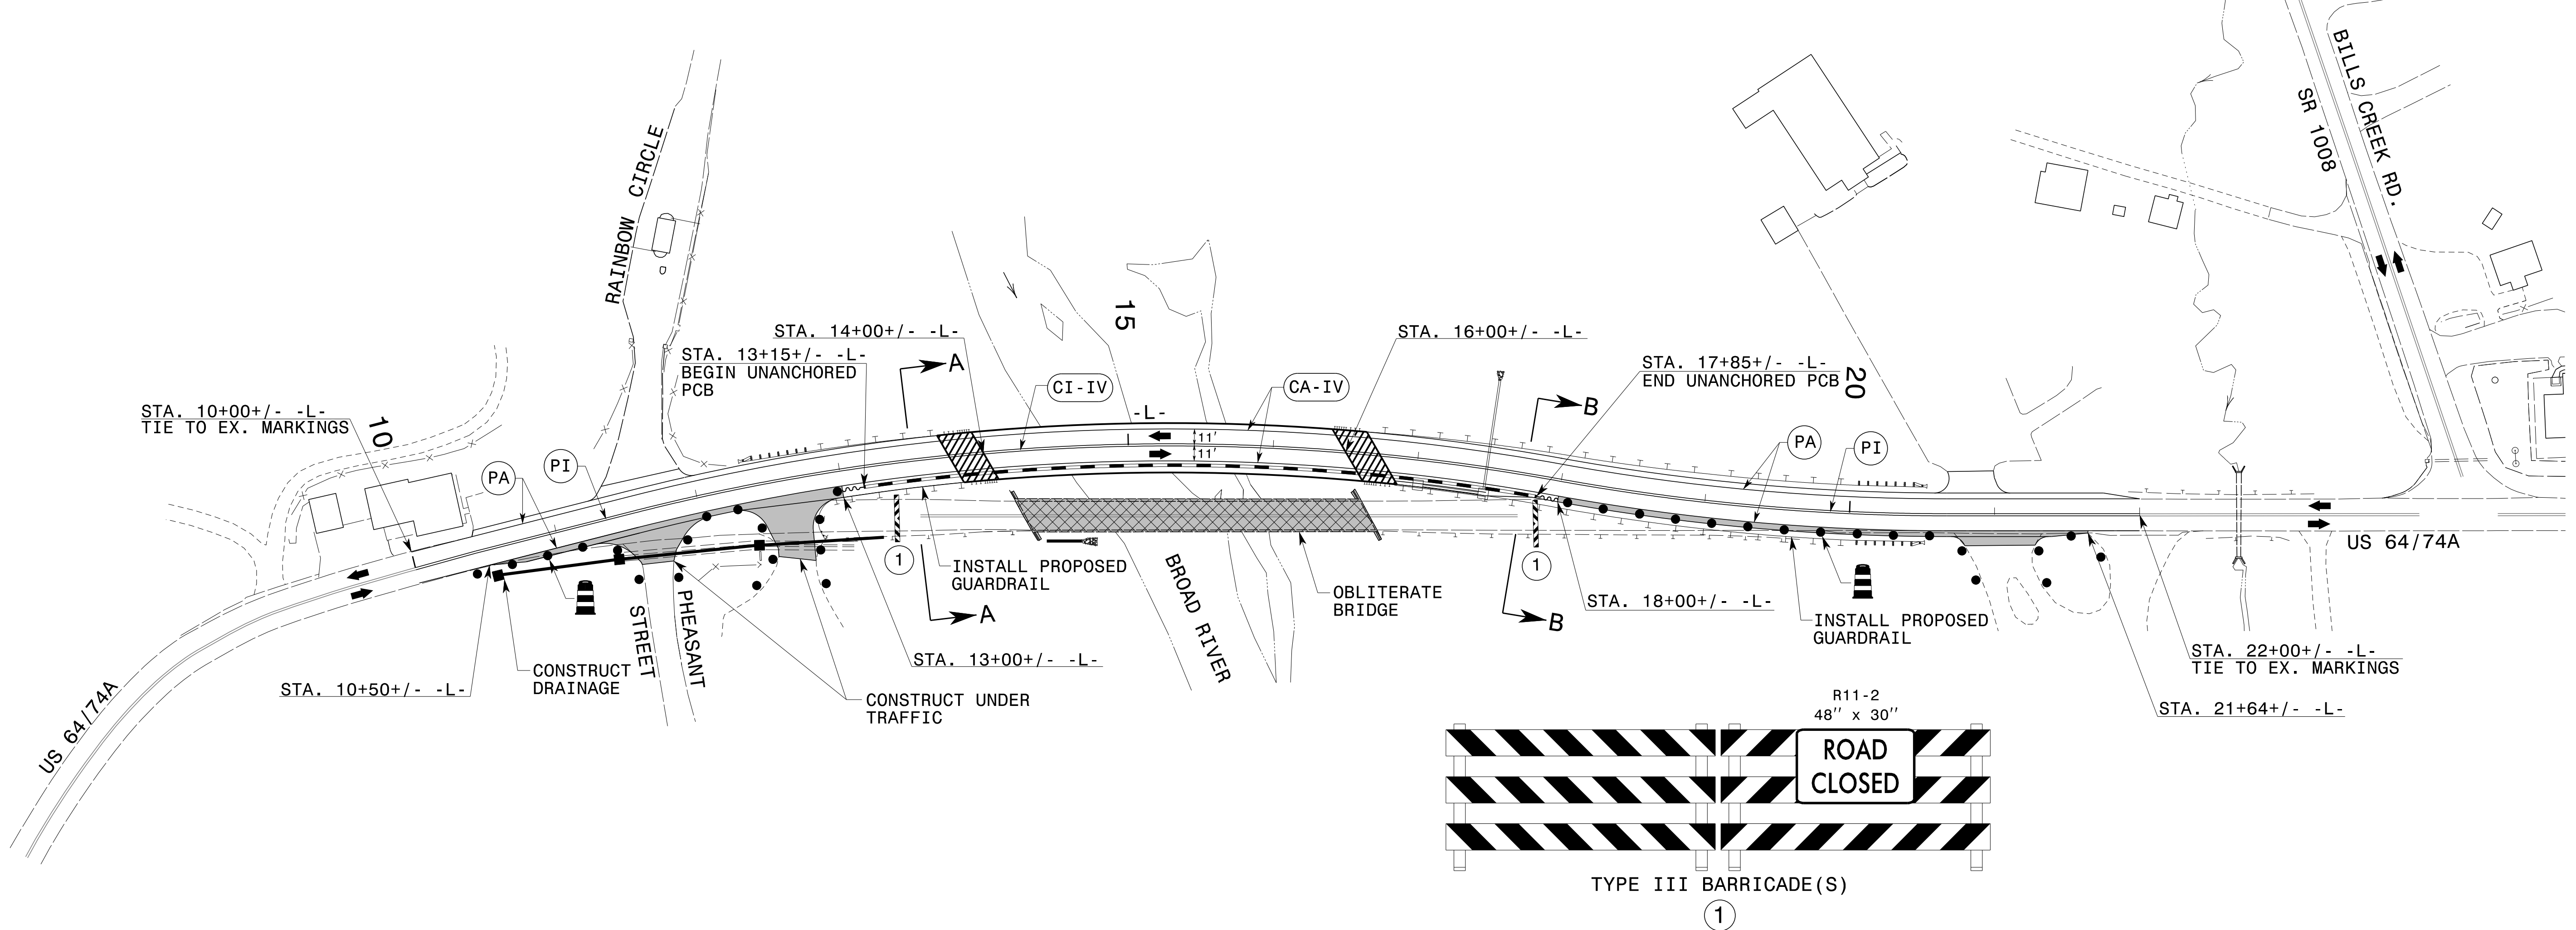 BILLS CREEK RD.
SR 1008
RAINBOW CIRCLE
15
STA. 14+00+/- -L-
STA. 16+00+/- -L-
STA. 13+15+/- -L-
BEGIN UNANCHORED
PCB
A
STA. 17+85+/- -L-
END UNANCHORED PCB
20
CI-IV
CA-IV
B
STA. 10+00+/- -L-
TIE TO EX. MARKINGS
10
-L-
11'
11'
PA
PI
PA
PI
US 64/74A
1
INSTALL PROPOSED
GUARDRAIL
1
BROAD RIVER
OBLITERATE
BRIDGE
STA. 18+00+/- -L-
A
B
INSTALL PROPOSED
GUARDRAIL
STREET
PHEASANT
CONSTRUCT
DRAINAGE
STA. 10+50+/- -L-
STA. 13+00+/- -L-
CONSTRUCT UNDER
TRAFFIC
STA. 22+00+/- -L-
TIE TO EX. MARKINGS
STA. 21+64+/- -L-
US 64/74A
R11-2
48" x 30"
ROAD
CLOSED
TYPE III BARRICADE(S)
1